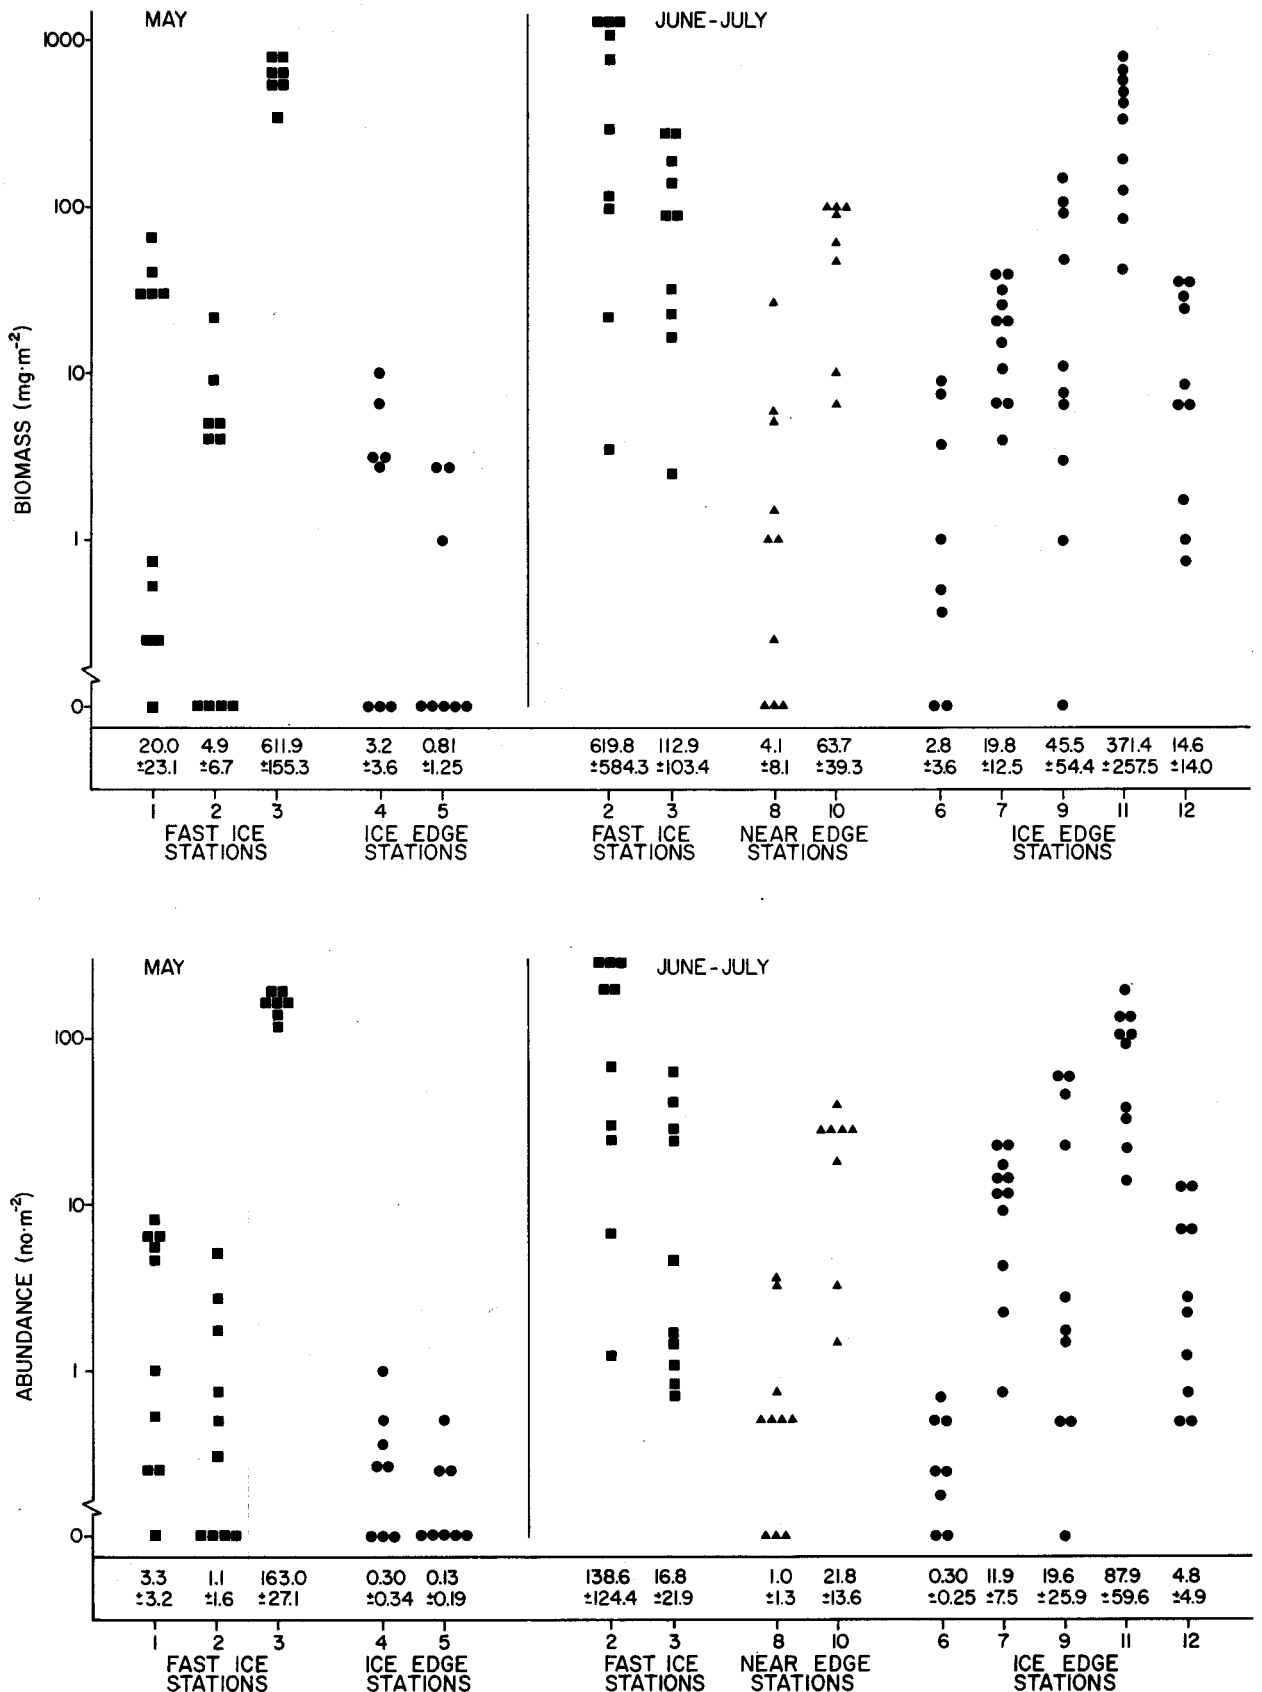 MAY
JUNE-JULY
1000
100
10
1
0
BIOMASS (mg·m⁻²)
20.0 4.9 611.9 3.2 0.81 619.8 112.9 4.1 63.7 2.8 19.8 45.5 371.4 14.6
±23.1 ±6.7 ±155.3 ±3.6 ±1.25 ±584.3 ±103.4 ±8.1 ±39.3 ±3.6 ±12.5 ±54.4 ±257.5 ±14.0
1 2 3 4 5 2 3 8 10 6 7 9 11 12
FAST ICE ICE EDGE FAST ICE NEAR EDGE ICE EDGE
STATIONS STATIONS STATIONS STATIONS STATIONS
MAY
JUNE-JULY
100
10
1
0
ABUNDANCE (no·m⁻²)
3.3 1.1 163.0 0.30 0.13 138.6 16.8 1.0 21.8 0.30 11.9 19.6 87.9 4.8
±3.2 ±1.6 ±27.1 ±0.34 ±0.19 ±124.4 ±21.9 ±1.3 ±13.6 ±0.25 ±7.5 ±25.9 ±59.6 ±4.9
1 2 3 4 5 2 3 8 10 6 7 9 11 12
FAST ICE ICE EDGE FAST ICE NEAR EDGE ICE EDGE
STATIONS STATIONS STATIONS STATIONS STATIONS